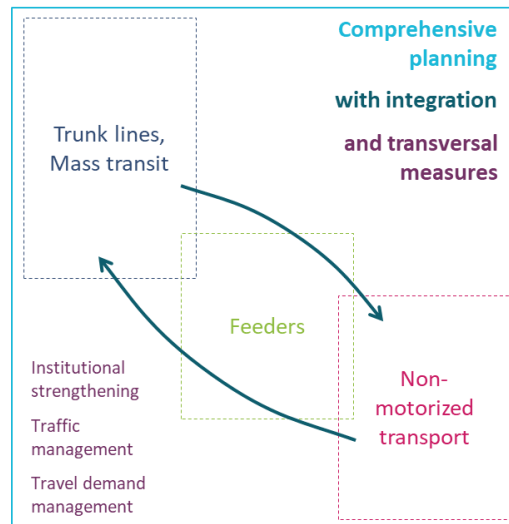 Comprehensive
planning
with integration
and transversal
measures
Trunk lines,
Mass transit
Feeders
Non-
motorized
transport
Institutional
strengthening
Traffic
management
Travel demand
management